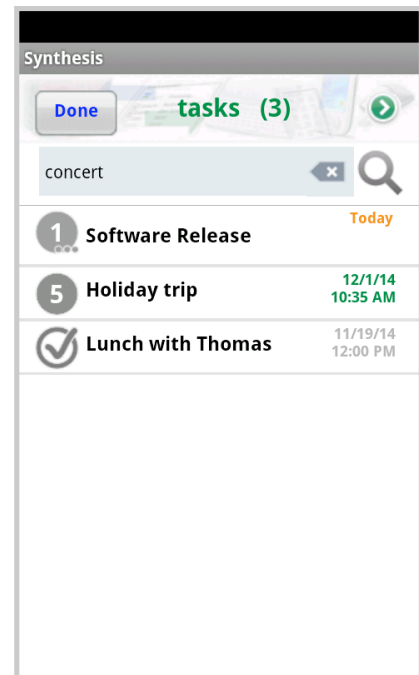 Synthesis
Done
tasks (3)
concert
1
Software Release
Today
5
Holiday trip
12/1/14
10:35 AM
Lunch with Thomas
11/19/14
12:00 PM